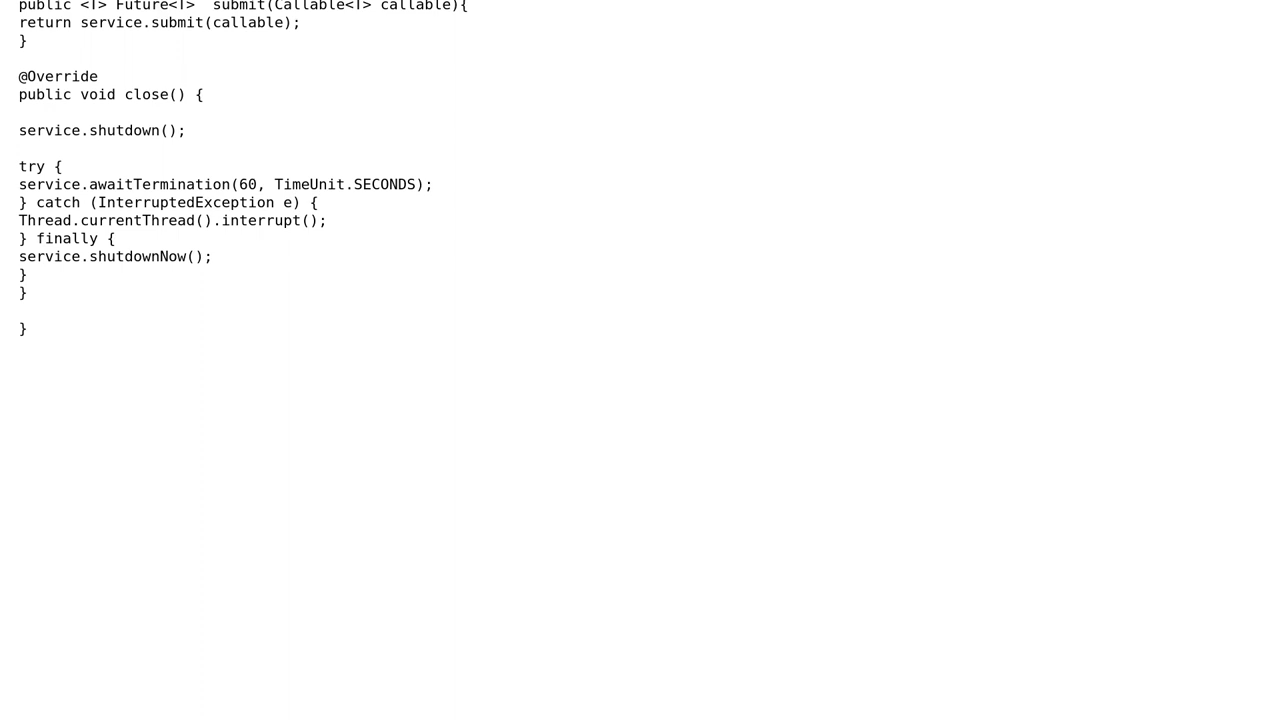 public <T> Future<T>  submit(Callable<T> callable){
return service.submit(callable);
}

@Override
public void close() {

service.shutdown();

try {
service.awaitTermination(60, TimeUnit.SECONDS);
} catch (InterruptedException e) {
Thread.currentThread().interrupt();
} finally {
service.shutdownNow();
}
}

}